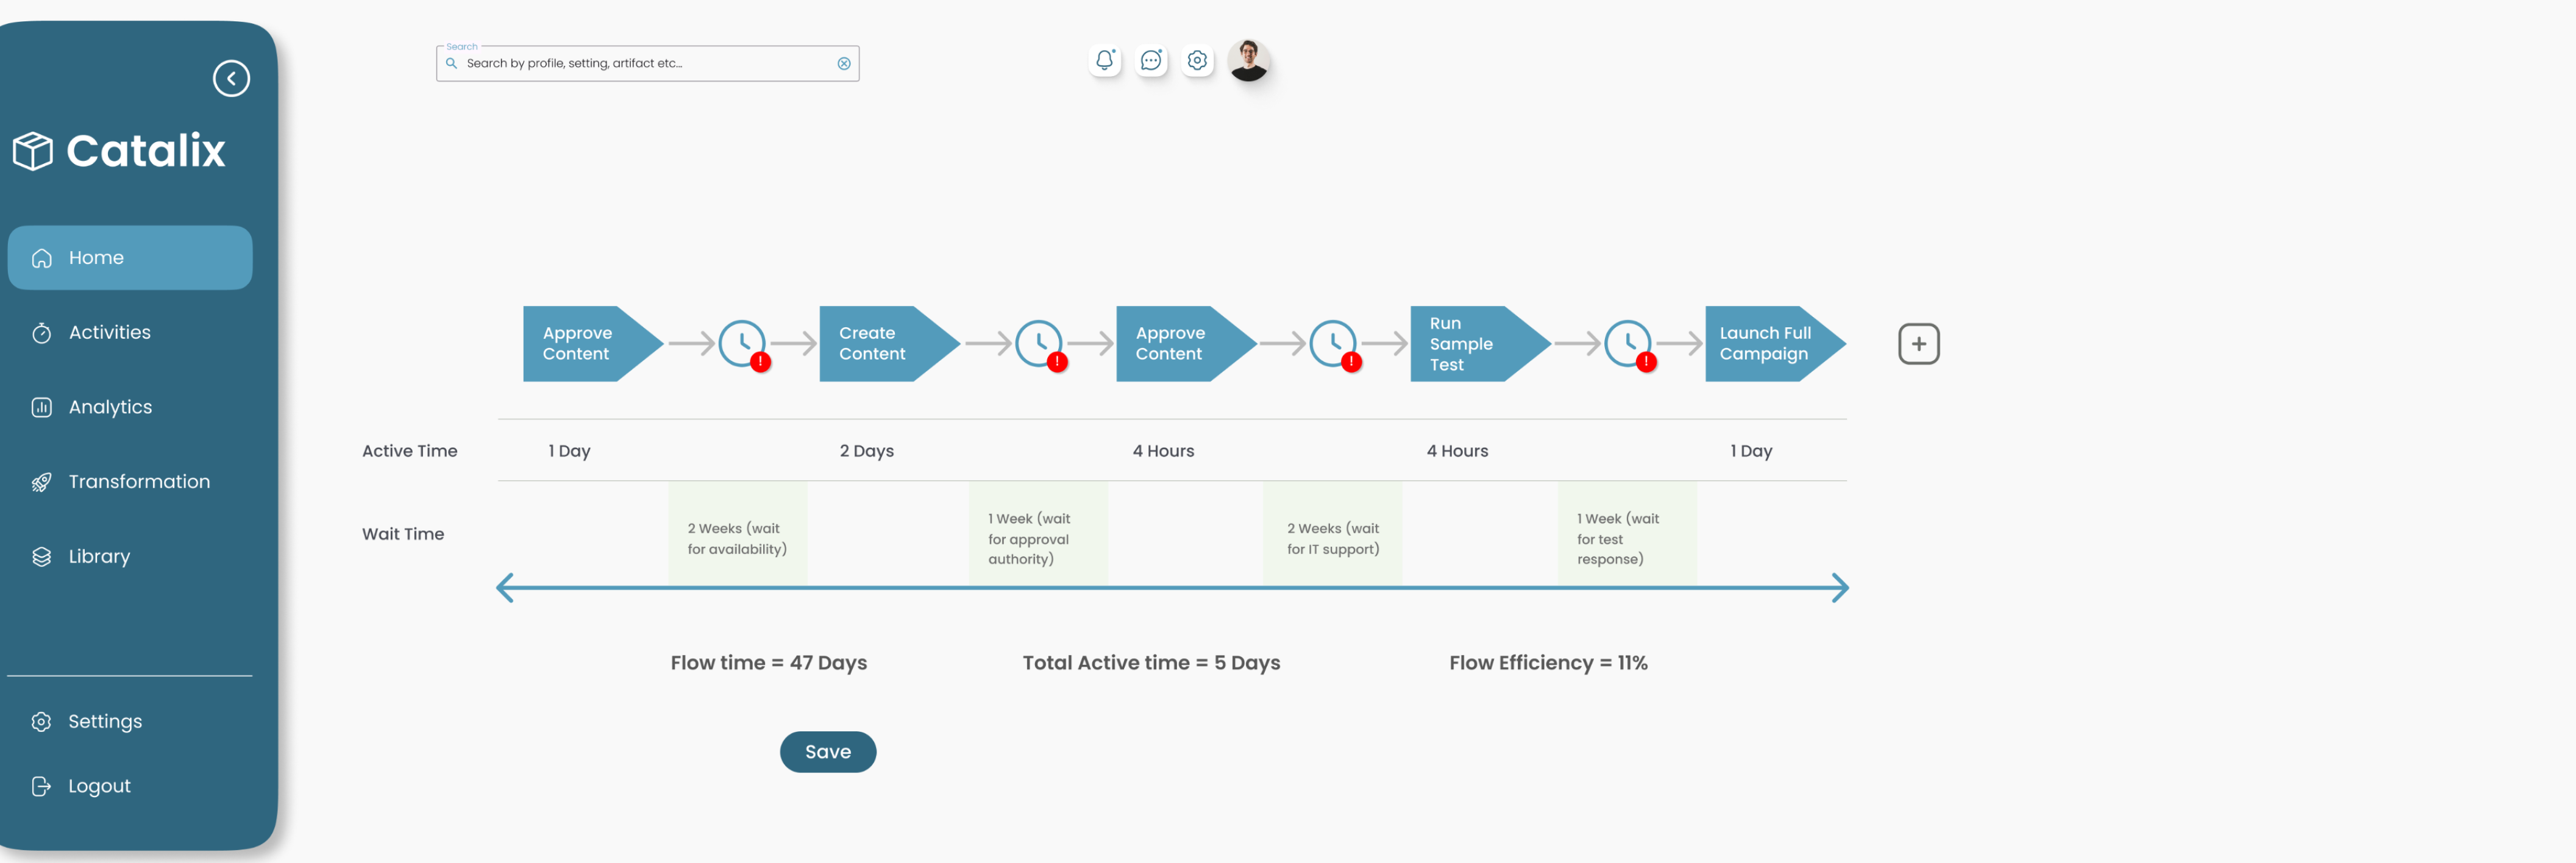 Search
Search by profile, setting, artifact etc...
Catalix
Home
Activities
Analytics
Transformation
Library
Settings
Logout
Approve
Content
!
Create
Content
!
Approve
Content
!
Run
Sample
Test
!
Launch Full
Campaign
+
Active Time
1 Day
2 Days
4 Hours
4 Hours
1 Day
Wait Time
2 Weeks (wait
for availability)
1 Week (wait
for approval
authority)
2 Weeks (wait
for IT support)
1 Week (wait
for test
response)
Flow time = 47 Days
Total Active time = 5 Days
Flow Efficiency = 11%
Save